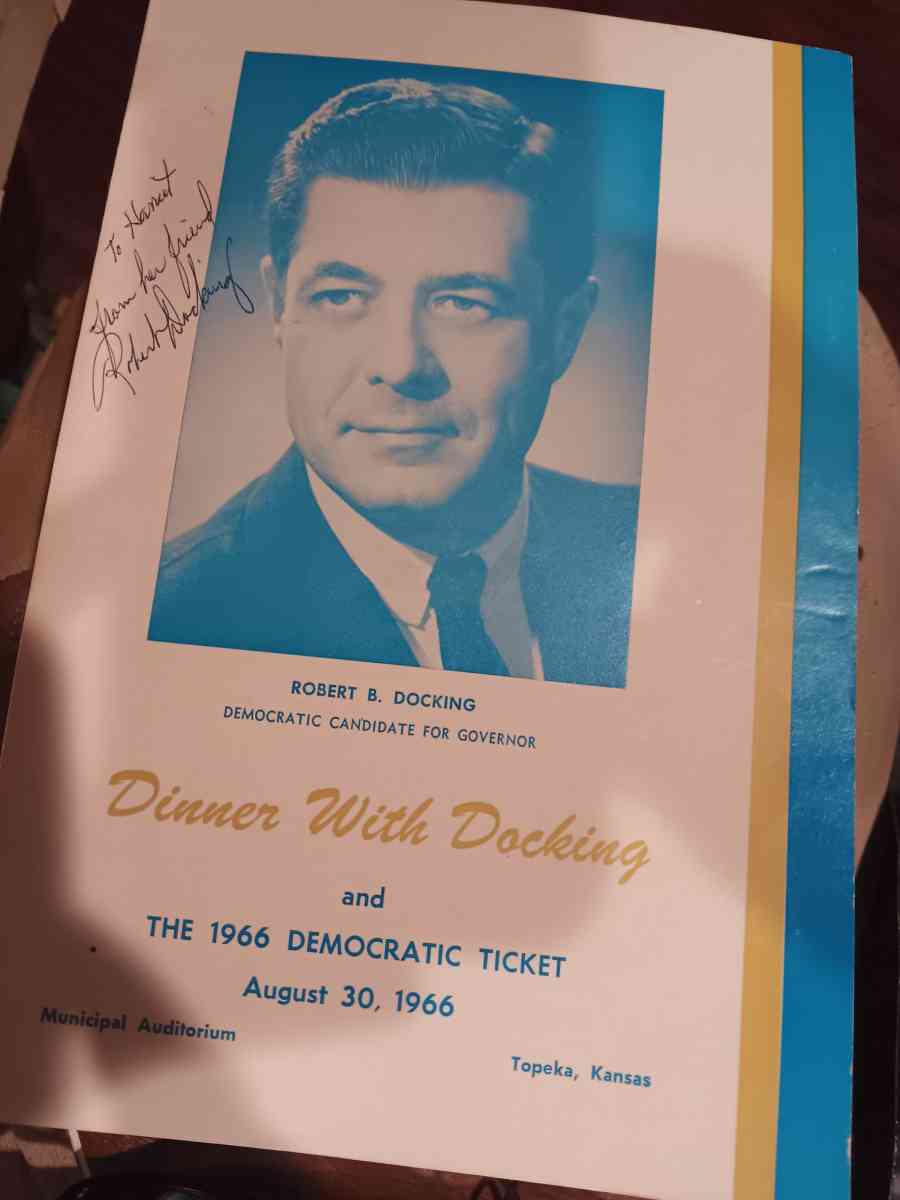 To Harriet
from her friend
Robert Docking
ROBERT B. DOCKING
DEMOCRATIC CANDIDATE FOR GOVERNOR
Dinner With Docking
and
THE 1966 DEMOCRATIC TICKET
August 30, 1966
Municipal Auditorium
Topeka, Kansas